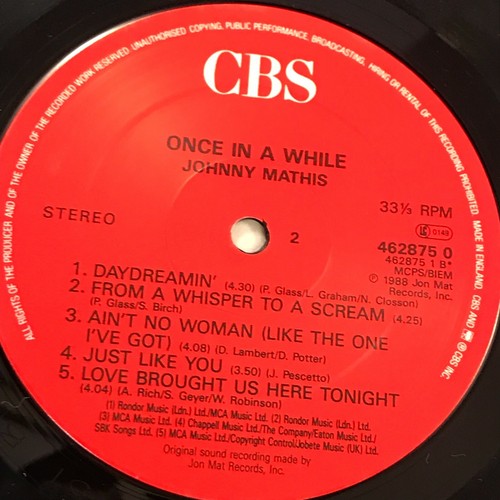 ALL RIGHTS OF THE PRODUCER AND OF THE OWNER OF THE RECORDED WORK RESERVED. UNAUTHORISED COPYING, PUBLIC PERFORMANCE, BROADCASTING, HIRING OR RENTAL OF THIS RECORDING PROHIBITED. MADE IN ENGLAND. CBS AND ® CBS INC.
CBS
ONCE IN A WHILE
JOHNNY MATHIS
STEREO
33⅓ RPM
LC 0149
2
462875 0
462875 1 B*
MCPS/BIEM
℗ 1988 Jon Mat
Records, Inc.
1. DAYDREAMIN' (4.30) (P. Glass/L. Graham/N. Closson)
2. FROM A WHISPER TO A SCREAM (4.25)
(P. Glass/S. Birch)
3. AIN'T NO WOMAN (LIKE THE ONE
I'VE GOT) (4.08) (D. Lambert/D. Potter)
4. JUST LIKE YOU (3.50) (J. Pescetto)
5. LOVE BROUGHT US HERE TONIGHT
(4.04) (A. Rich/S. Geyer/W. Robinson)
(1) Rondor Music (Ldn.) Ltd./MCA Music Ltd. (2) Rondor Music (Ldn.) Ltd.
(3) MCA Music Ltd. (4) Chappell Music Ltd./The Company/Eaton Music Ltd./
SBK Songs Ltd. (5) MCA Music Ltd./Copyright Control/Jobete Music (UK) Ltd.
Original sound recording made by
Jon Mat Records, Inc.